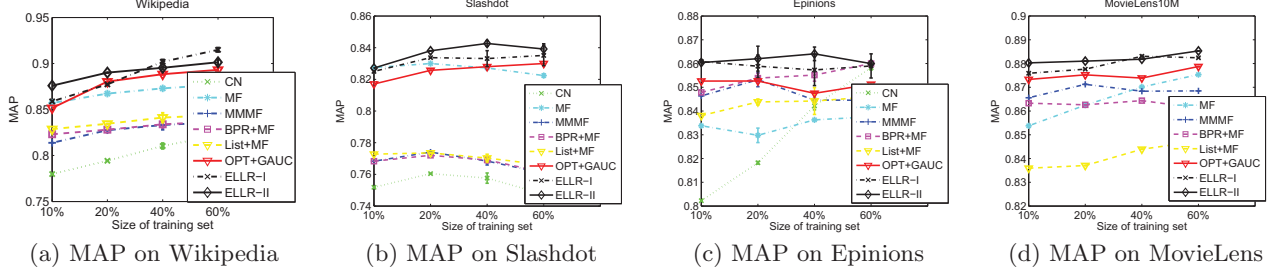 Wikipedia
0.95
0.9
0.85
0.8
0.75
MAP
10% 20% 40% 60%
Size of training set
CN
MF
MMMF
BPR+MF
List+MF
OPT+GAUC
ELLR−I
ELLR−II
(a) MAP on Wikipedia
Slashdot
0.86
0.84
0.82
0.8
0.78
0.76
0.74
MAP
10% 20% 40% 60%
Size of training set
CN
MF
MMMF
BPR+MF
List+MF
OPT+GAUC
ELLR−I
ELLR−II
(b) MAP on Slashdot
Epinions
0.88
0.87
0.86
0.85
0.84
0.83
0.82
0.81
0.8
MAP
10% 20% 40% 60%
Size of training set
CN
MF
MMMF
BPR+MF
List+MF
OPT+GAUC
ELLR−I
ELLR−II
(c) MAP on Epinions
MovieLens10M
0.9
0.89
0.88
0.87
0.86
0.85
0.84
0.83
0.82
MAP
10% 20% 40% 60%
Size of training set
MF
MMMF
BPR+MF
List+MF
OPT+GAUC
ELLR−I
ELLR−II
(d) MAP on MovieLens